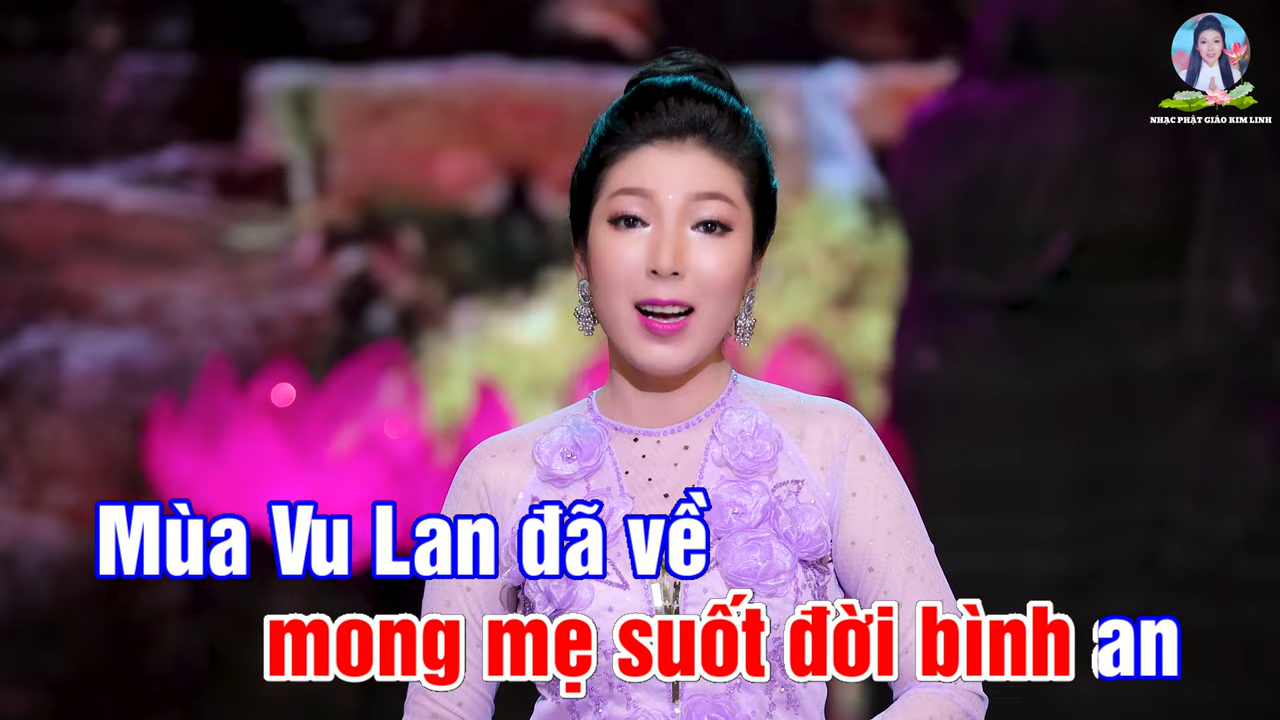 NHẠC PHẬT GIÁO KIM LINH
Mùa Vu Lan đã về
mong mẹ suốt đời bình an